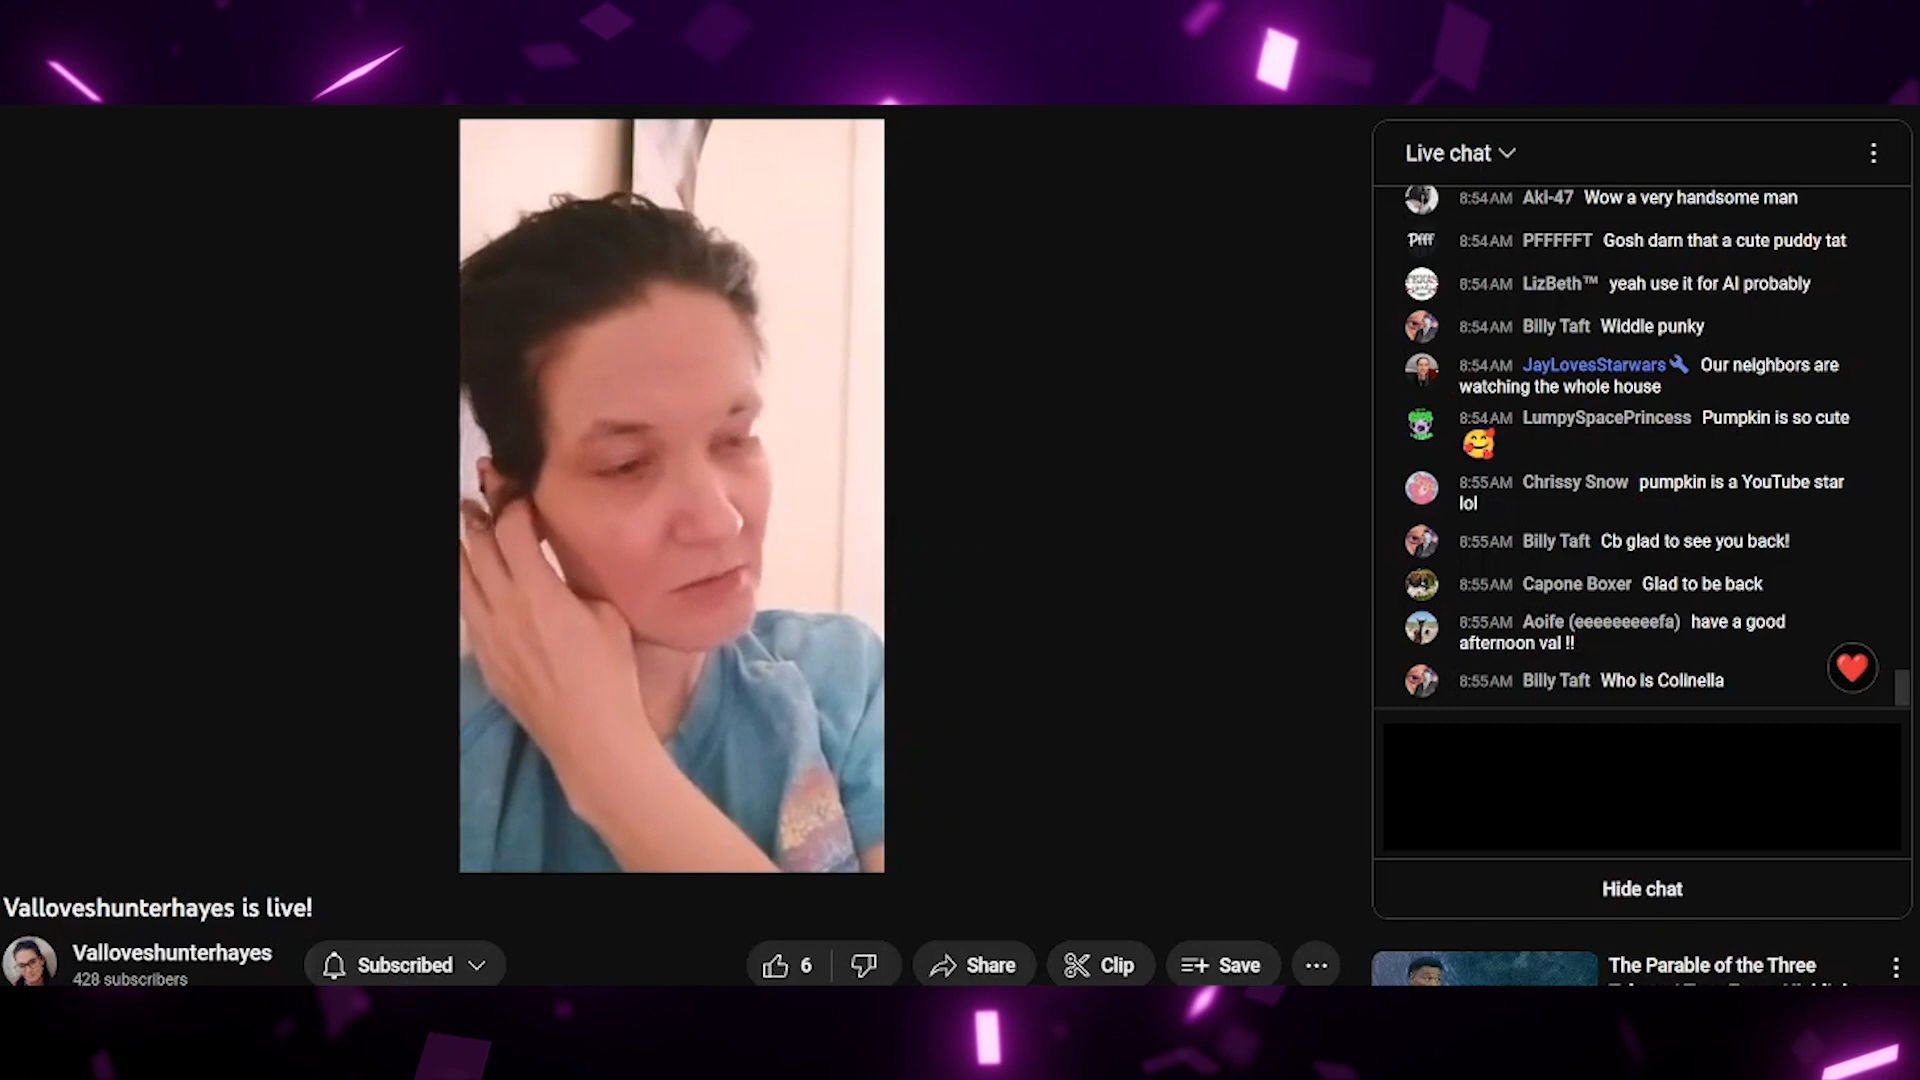 Live chat
8:54 AM Akl-47 Wow a very handsome man
Pfff 8:54 AM PFFFFFT Gosh darn that a cute puddy tat
8:54 AM LizBeth™ yeah use it for AI probably
8:54 AM Billy Taft Widdle punky
8:54 AM JayLovesStarwars Our neighbors are
watching the whole house
8:54 AM LumpySpacePrincess Pumpkin is so cute
🥰
8:55 AM Chrissy Snow pumpkin is a YouTube star
lol
8:55 AM Billy Taft Cb glad to see you back!
8:55 AM Capone Boxer Glad to be back
8:55 AM Aoife (eeeeeeeeefa) have a good
afternoon val !!
8:55 AM Billy Taft Who is Colinella
Hide chat
Valloveshunterhayes is live!
Valloveshunterhayes
428 subscribers
Subscribed
6
Share
Clip
Save
The Parable of the Three